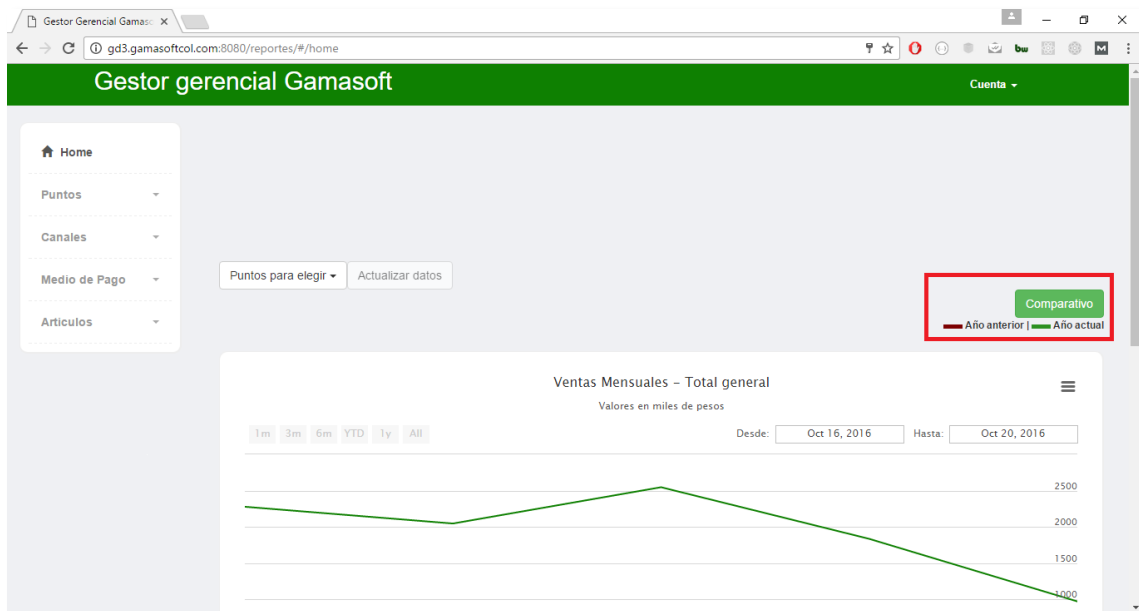 Gestor Gerencial Gamaso
gd3.gamasoftcol.com:8080/reportes/#/home
bw
M
Gestor gerencial Gamasoft
Cuenta
Home
Puntos
Canales
Medio de Pago
Articulos
Puntos para elegir
Actualizar datos
Comparativo
Año anterior | Año actual
Ventas Mensuales – Total general
Valores en miles de pesos
1m 3m 6m YTD 1y All
Desde: Oct 16, 2016 Hasta: Oct 20, 2016
2500
2000
1500
1000